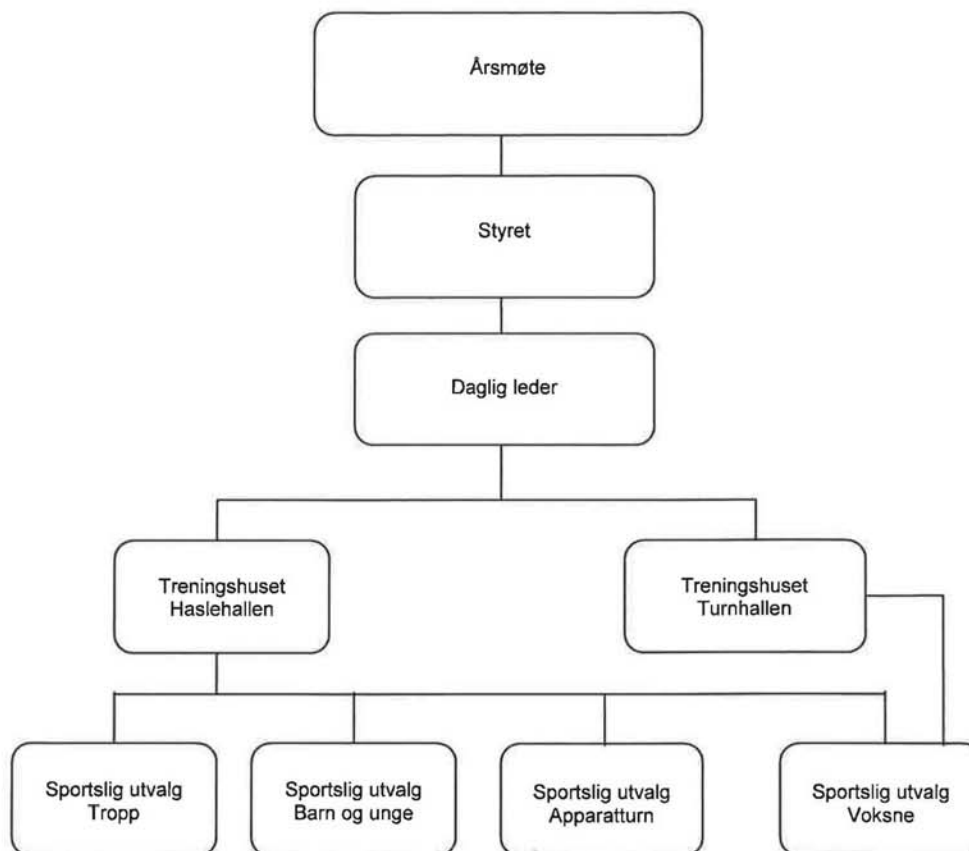 Årsmøte
Styret
Daglig leder
Treningshuset
Haslehallen
Treningshuset
Turnhallen
Sportslig utvalg
Tropp
Sportslig utvalg
Barn og unge
Sportslig utvalg
Apparatturn
Sportslig utvalg
Voksne